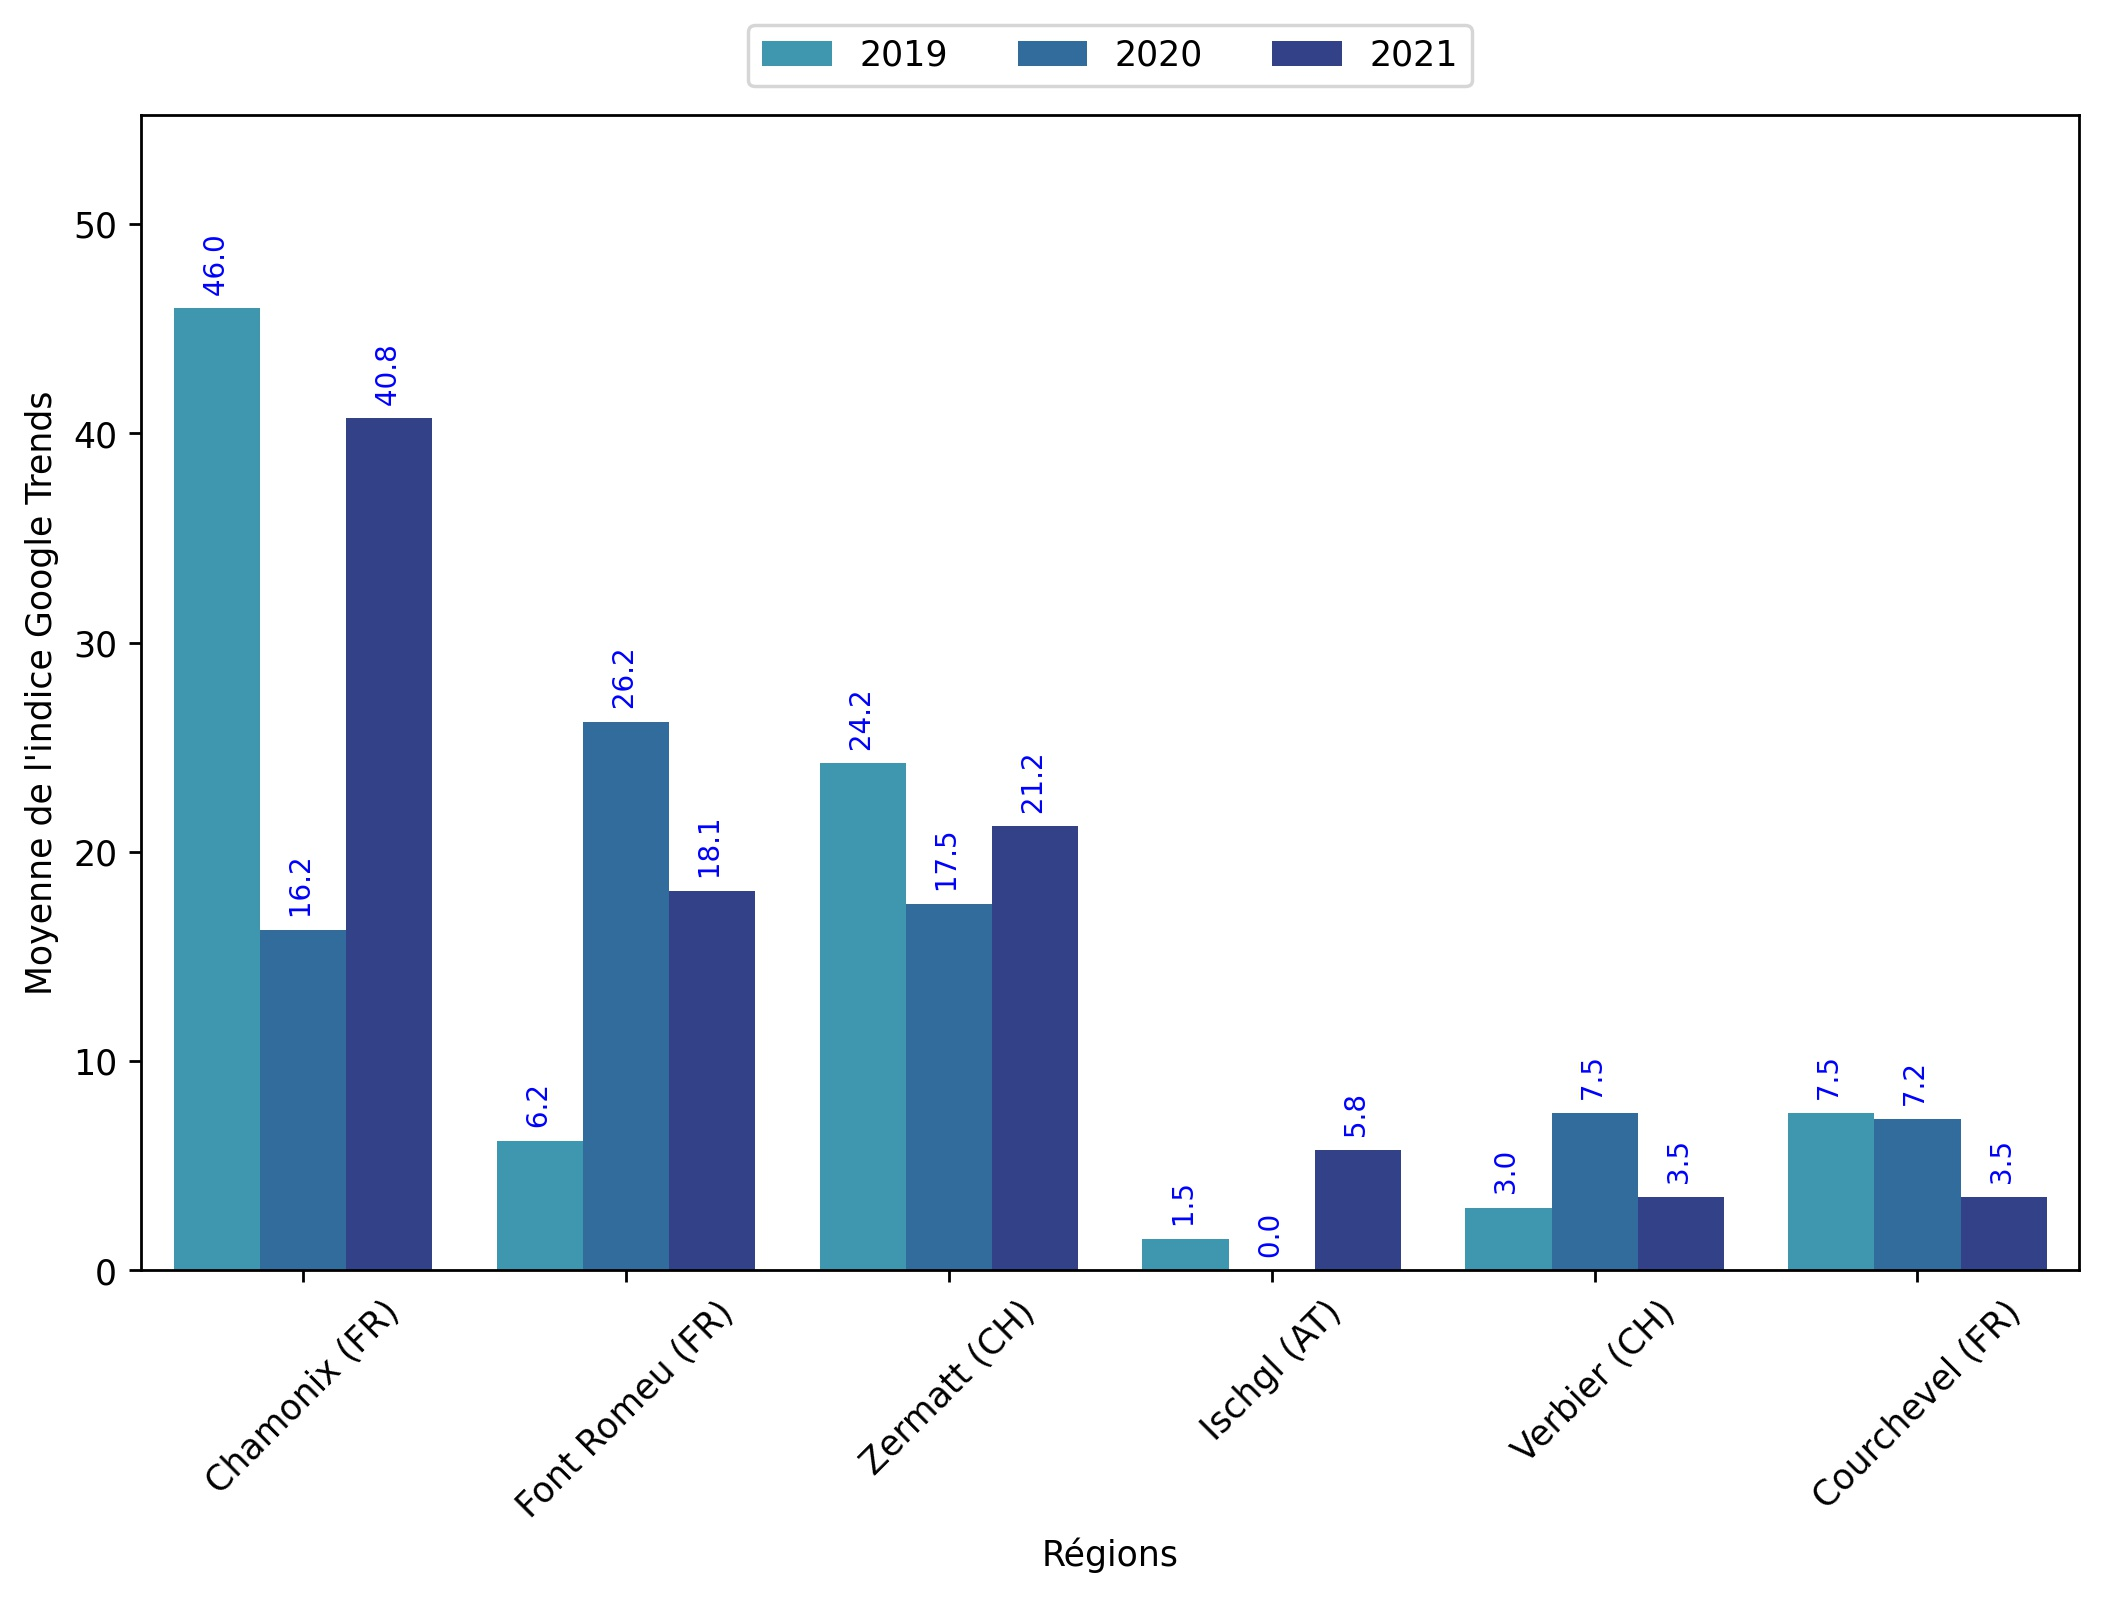 2019 2020 2021
Moyenne de l'indice Google Trends
50
40
30
20
10
0
46.0 16.2 40.8
6.2 26.2 18.1
24.2 17.5 21.2
1.5 0.0 5.8
3.0 7.5 3.5
7.5 7.2 3.5
Chamonix (FR)
Font Romeu (FR)
Zermatt (CH)
Ischgl (AT)
Verbier (CH)
Courchevel (FR)
Régions